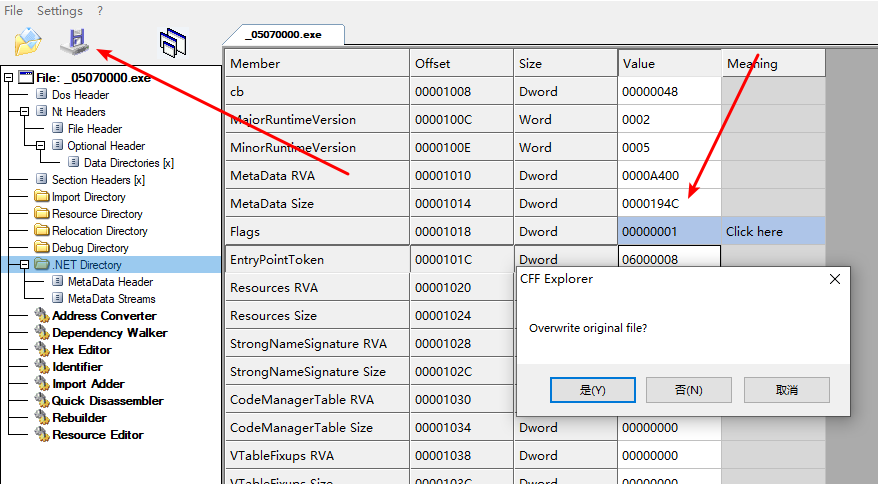 File Settings ?
_05070000.exe
File: _05070000.exe
Dos Header
Nt Headers
File Header
Optional Header
Data Directories [x]
Section Headers [x]
Import Directory
Resource Directory
Relocation Directory
Debug Directory
.NET Directory
MetaData Header
MetaData Streams
Address Converter
Dependency Walker
Hex Editor
Identifier
Import Adder
Quick Disassembler
Rebuilder
Resource Editor
Member Offset Size Value Meaning
cb 00001008 Dword 00000048
MajorRuntimeVersion 0000100C Word 0002
MinorRuntimeVersion 0000100E Word 0005
MetaData RVA 00001010 Dword 0000A400
MetaData Size 00001014 Dword 0000194C
Flags 00001018 Dword 00000001 Click here
EntryPointToken 0000101C Dword 06000008
Resources RVA 00001020
Resources Size 00001024
StrongNameSignature RVA 00001028
StrongNameSignature Size 0000102C
CodeManagerTable RVA 00001030
CodeManagerTable Size 00001034 Dword 00000000
VTableFixups RVA 00001038 Dword 00000000
VTableFixups Size 0000103C Dword 00000000
CFF Explorer
Overwrite original file?
是(Y) 否(N) 取消